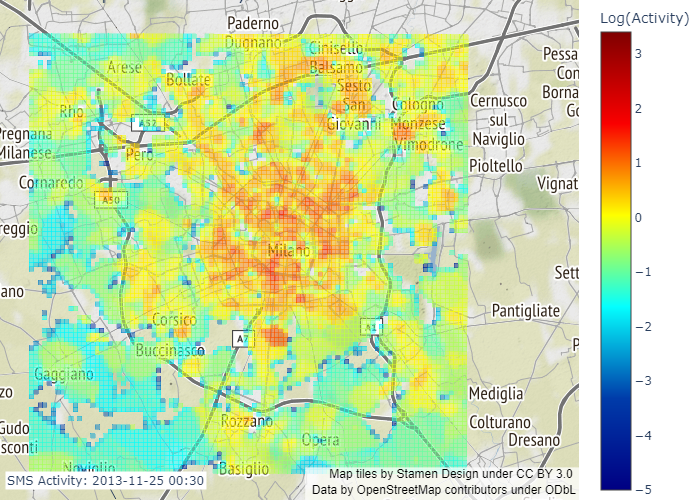 Log(Activity)
3
2
1
0
−1
−2
−3
−4
−5
Paderno
Dugnano
Cinisello
Balsamo
Arese
Bollate
Sesto
San
Giovanni
Rho
A52
Cologno
Monzese
Vimodrone
Cernusco
sul
Naviglio
Pessa
Con
Borna
Go
Pregnana
Milanese
Pero
Pioltello
Cornaredo
A50
Vignat
reggio
Milano
Sett
ano
Pantigliate
Corsico
A7
A1
Buccinasco
P
Gaggiano
zo
Mediglia
Rozzano
Colturano
Gudo
sconti
Opera
Dresano
Noviglio
Basiglio
SMS Activity: 2013-11-25 00:30
Map tiles by Stamen Design under CC BY 3.0
Data by OpenStreetMap contributors under ODbL